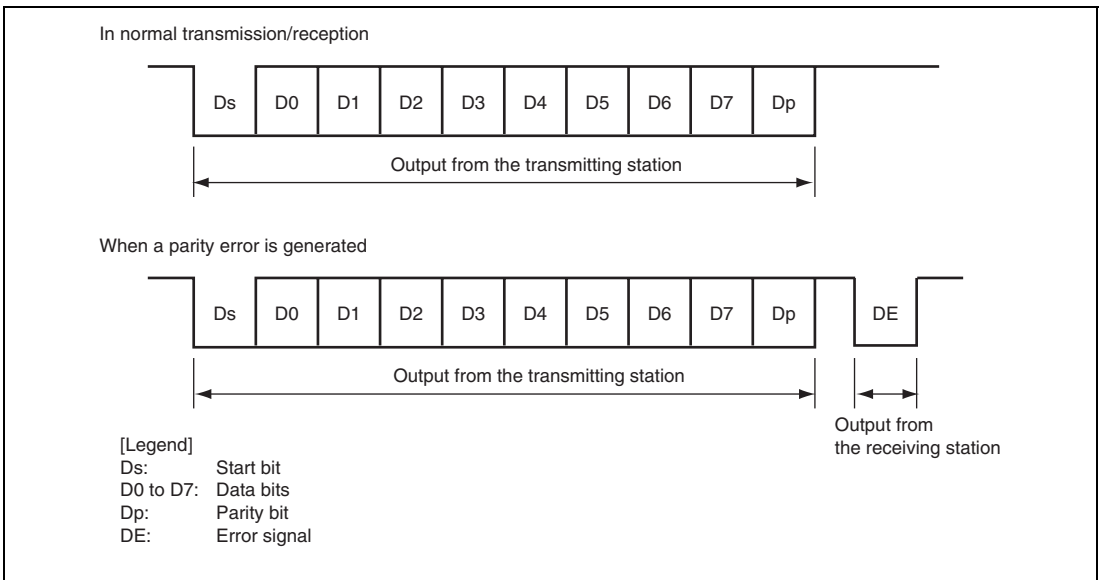 In normal transmission/reception
Ds D0 D1 D2 D3 D4 D5 D6 D7 Dp
Output from the transmitting station
When a parity error is generated
Ds D0 D1 D2 D3 D4 D5 D6 D7 Dp DE
Output from the transmitting station
Output from
the receiving station
[Legend]
Ds: Start bit
D0 to D7: Data bits
Dp: Parity bit
DE: Error signal